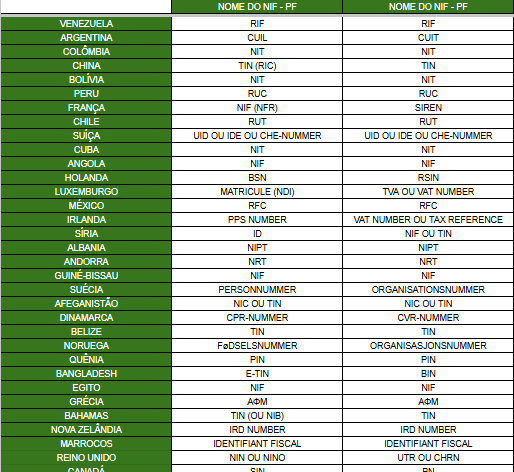 NOME DO NIF - PF NOME DO NIF - PF
VENEZUELA RIF RIF
ARGENTINA CUIL CUIT
COLÔMBIA NIT NIT
CHINA TIN (RIC) TIN
BOLÍVIA NIT NIT
PERU RUC RUC
FRANÇA NIF (NFR) SIREN
CHILE RUT RUT
SUÍÇA UID OU IDE OU CHE-NUMMER UID OU IDE OU CHE-NUMMER
CUBA NIT NIT
ANGOLA NIF NIF
HOLANDA BSN RSIN
LUXEMBURGO MATRICULE (NDI) TVA OU VAT NUMBER
MÉXICO RFC RFC
IRLANDA PPS NUMBER VAT NUMBER OU TAX REFERENCE
SÍRIA ID NIF OU TIN
ALBANIA NIPT NIPT
ANDORRA NRT NRT
GUINÉ-BISSAU NIF NIF
SUÉCIA PERSONNUMMER ORGANISATIONSNUMMER
AFEGANISTÃO NIC OU TIN NIC OU TIN
DINAMARCA CPR-NUMMER CVR-NUMMER
BELIZE TIN TIN
NORUEGA FøDSELSNUMMER ORGANISASJONSNUMMER
QUÊNIA PIN PIN
BANGLADESH E-TIN BIN
EGITO NIF NIF
GRÉCIA ΑΦΜ ΑΦΜ
BAHAMAS TIN (OU NIB) TIN
NOVA ZELÂNDIA IRD NUMBER IRD NUMBER
MARROCOS IDENTIFIANT FISCAL IDENTIFIANT FISCAL
REINO UNIDO NIN OU NINO UTR OU CHRN
CANADÁ SIN BN